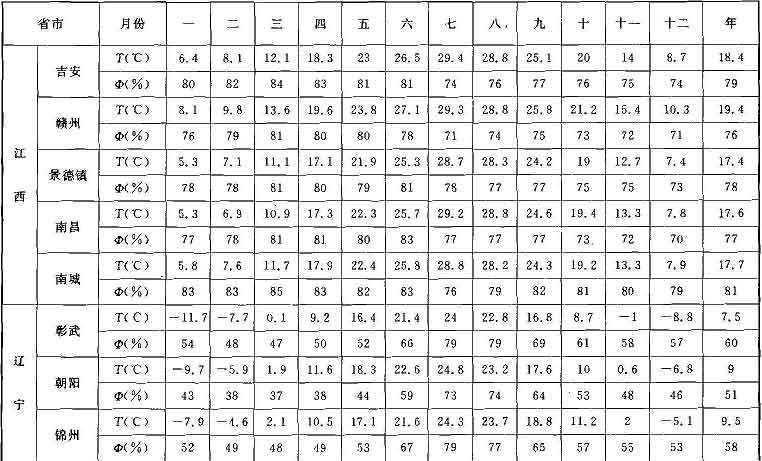 省市 月份 一 二 三 四 五 六 七 八 九 十 十一 十二 年
江西 吉安 T(℃) 6.4 8.1 12.1 18.3 23 26.5 29.4 28.8 25.1 20 14 8.7 18.4
Φ(%) 80 82 84 83 81 81 74 76 77 76 75 74 79
赣州 T(℃) 8.1 9.8 13.6 19.6 23.8 27.1 29.3 28.8 25.8 21.2 15.4 10.3 19.4
Φ(%) 76 79 81 80 80 78 71 74 75 73 72 71 76
景德镇 T(℃) 5.3 7.1 11.1 17.1 21.9 25.3 28.7 28.3 24.2 19 12.7 7.4 17.4
Φ(%) 78 78 81 80 79 81 78 77 77 75 75 73 78
南昌 T(℃) 5.3 6.9 10.9 17.3 22.3 25.7 29.2 28.8 24.6 19.4 13.3 7.8 17.6
Φ(%) 77 78 81 81 80 83 77 77 77 73 72 70 77
南城 T(℃) 5.8 7.6 11.7 17.9 22.4 25.8 28.8 28.2 24.3 19.2 13.3 7.9 17.7
Φ(%) 83 83 85 83 82 83 76 79 82 81 80 79 81
辽宁 彰武 T(℃) -11.7 -7.7 0.1 9.2 16.4 21.4 24 22.8 16.8 8.7 -1 -8.8 7.5
Φ(%) 54 48 47 50 52 66 79 79 69 61 58 57 60
朝阳 T(℃) -9.7 -5.9 1.9 11.6 18.3 22.6 24.8 23.2 17.6 10 0.6 -6.8 9
Φ(%) 43 38 37 38 44 59 73 74 64 53 48 46 51
锦州 T(℃) -7.9 -4.6 2.1 10.5 17.1 21.6 24.3 23.7 18.8 11.2 2 -5.1 9.5
Φ(%) 52 49 48 49 53 67 79 77 65 57 55 53 58